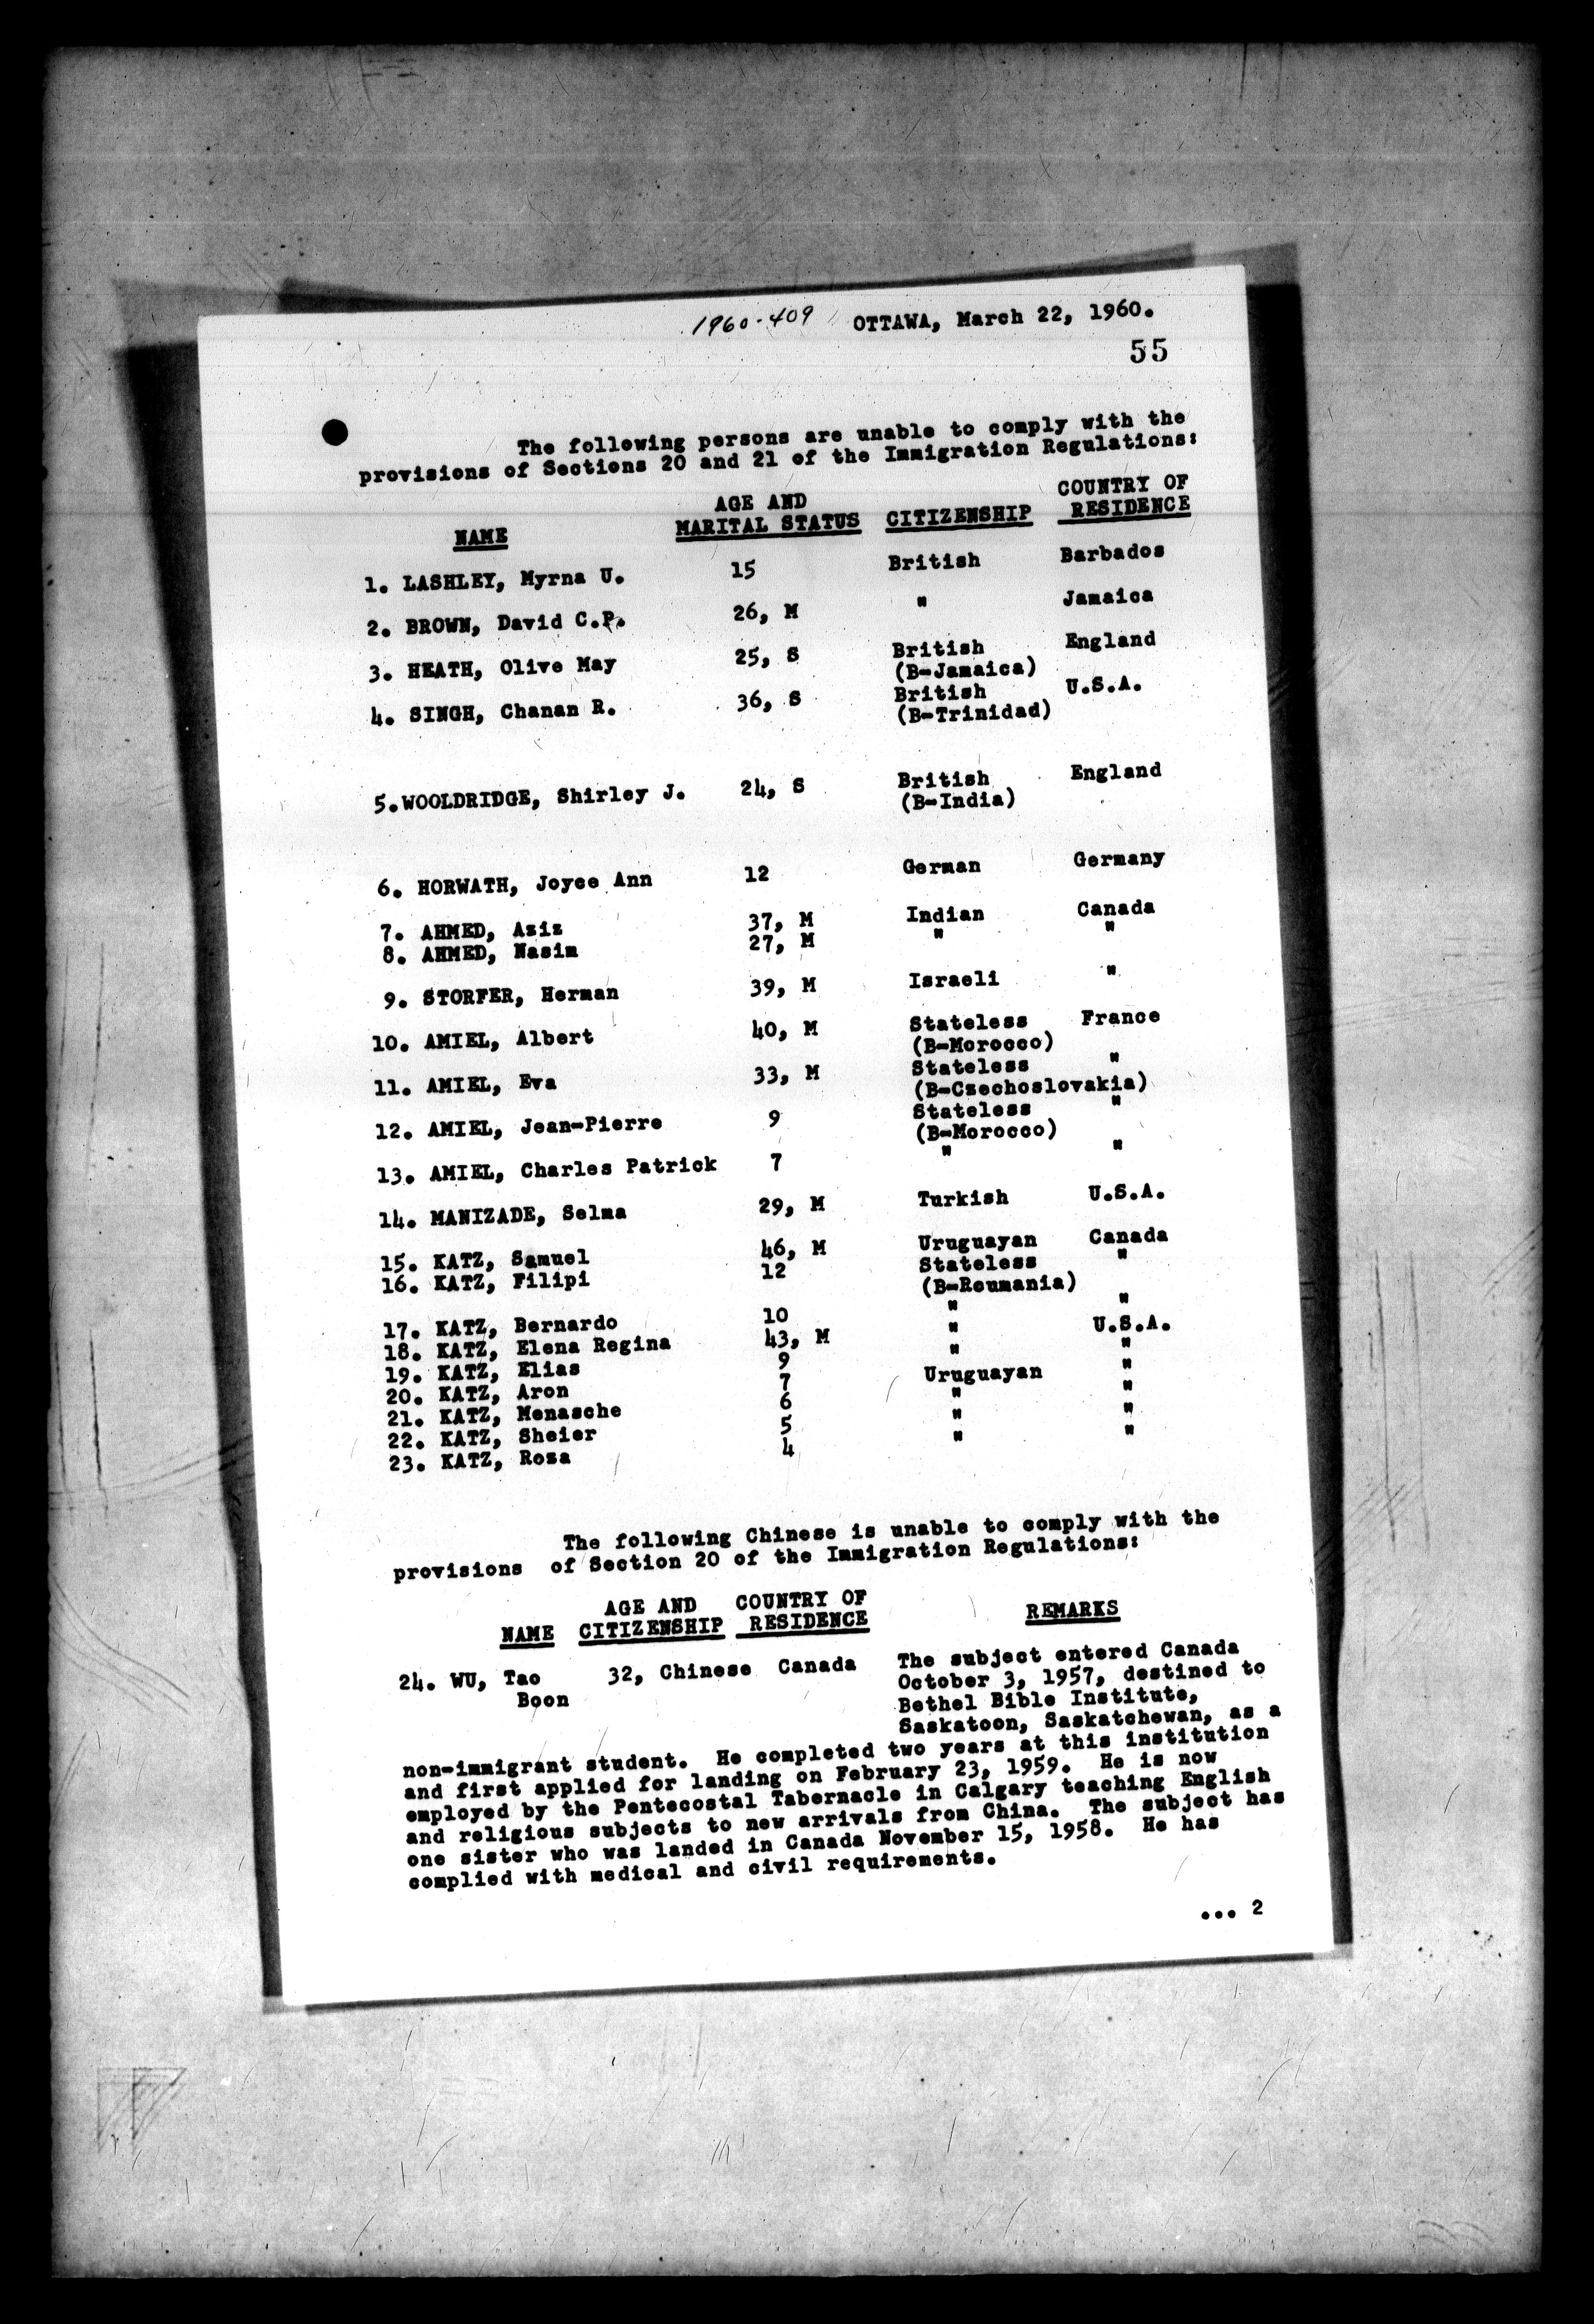 1960-409 OTTAWA, March 22, 1960.
55
The following persons are unable to comply with the
provisions of Sections 20 and 21 of the Immigration Regulations:
NAME AGE AND MARITAL STATUS CITIZENSHIP COUNTRY OF RESIDENCE
1. LASHLEY, Myrna U. 15 British Barbados
2. BROWN, David C.P. 26, M " Jamaica
3. HEATH, Olive May 25, S British England
(B-Jamaica)
4. SINGH, Chanan R. 36, S British U.S.A.
(B-Trinidad)
5.WOOLDRIDGE, Shirley J. 24, S British England
(B-India)
6. HORWATH, Joyce Ann 12 German Germany
7. AHMED, Aziz 37, M Indian Canada
8. AHMED, Nasim 27, M " "
9. STORFER, Herman 39, M Israeli "
10. AMIEL, Albert 40, M Stateless France
(B-Morocco)
11. AMIEL, Eva 33, M Stateless "
(B-Czechoslovakia)
12. AMIEL, Jean-Pierre 9 Stateless "
(B-Morocco)
13. AMIEL, Charles Patrick 7 " "
14. MANIZADE, Selma 29, M Turkish U.S.A.
15. KATZ, Samuel 46, M Uruguayan Canada
16. KATZ, Filipi 12 Stateless "
(B-Roumania)
17. KATZ, Bernardo 10 " "
18. KATZ, Elena Regina 43, M " U.S.A.
19. KATZ, Elias 9 " "
20. KATZ, Aron 7 Uruguayan "
21. KATZ, Menasche 6 " "
22. KATZ, Sheier 5 " "
23. KATZ, Rosa 4 " "
The following Chinese is unable to comply with the
provisions of Section 20 of the Immigration Regulations:
NAME AGE AND CITIZENSHIP COUNTRY OF RESIDENCE REMARKS
24. WU, Tao 32, Chinese Canada The subject entered Canada
Boon October 3, 1957, destined to
Bethel Bible Institute,
Saskatoon, Saskatchewan, as a
non-immigrant student. He completed two years at this institution
and first applied for landing on February 23, 1959. He is now
employed by the Pentecostal Tabernacle in Calgary teaching English
and religious subjects to new arrivals from China. The subject has
one sister who was landed in Canada November 15, 1958. He has
complied with medical and civil requirements.
... 2